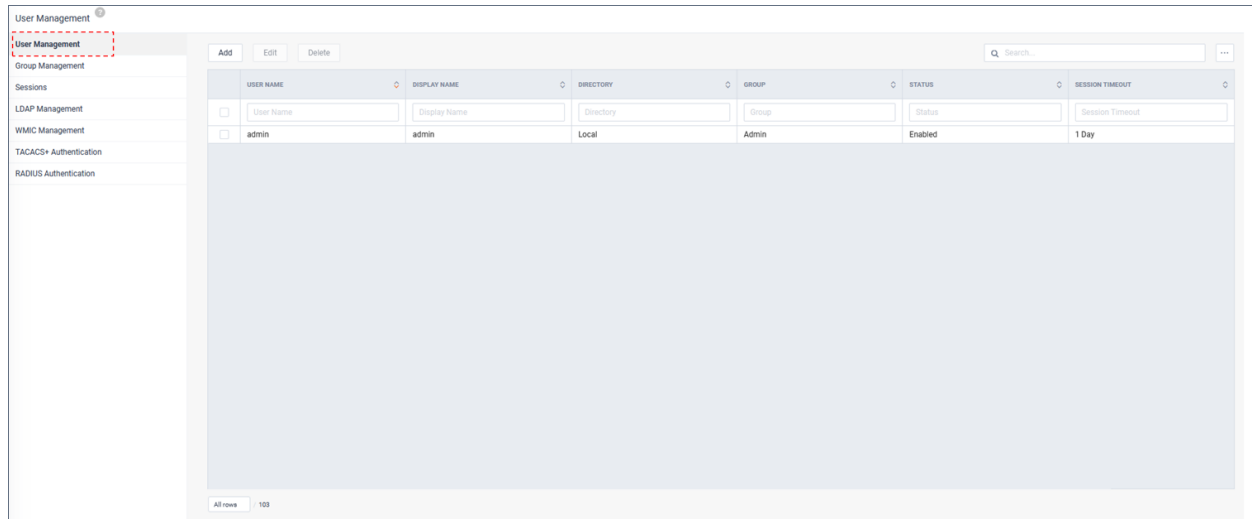 User Management ?
User Management
Group Management
Sessions
LDAP Management
WMIC Management
TACACS+ Authentication
RADIUS Authentication
Add Edit Delete Search... ...
USER NAME DISPLAY NAME DIRECTORY GROUP STATUS SESSION TIMEOUT
User Name Display Name Directory Group Status Session Timeout
admin admin Local Admin Enabled 1 Day
All rows / 103